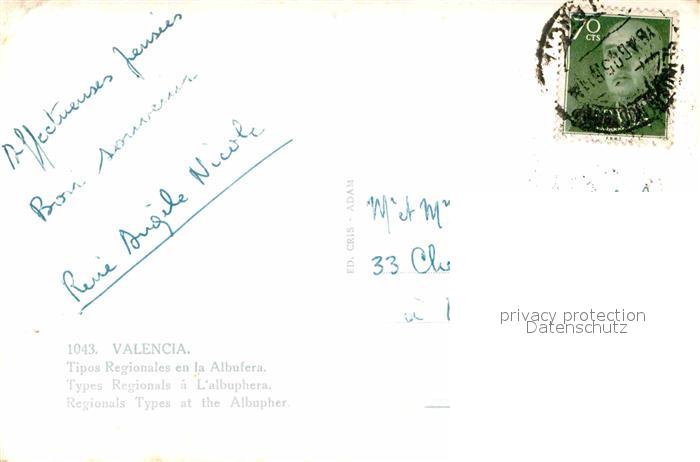 Affectueuses pensées
Bon souvenir
René Angèle Nicole
70
CTS
ED. CRIS - ADAM
Mr et M
33 Ch
à
privacy protection
Datenschutz
1043. VALENCIA.
Tipos Regionales en la Albufera.
Types Regionals á L'albuphera.
Regionals Types at the Albupher.